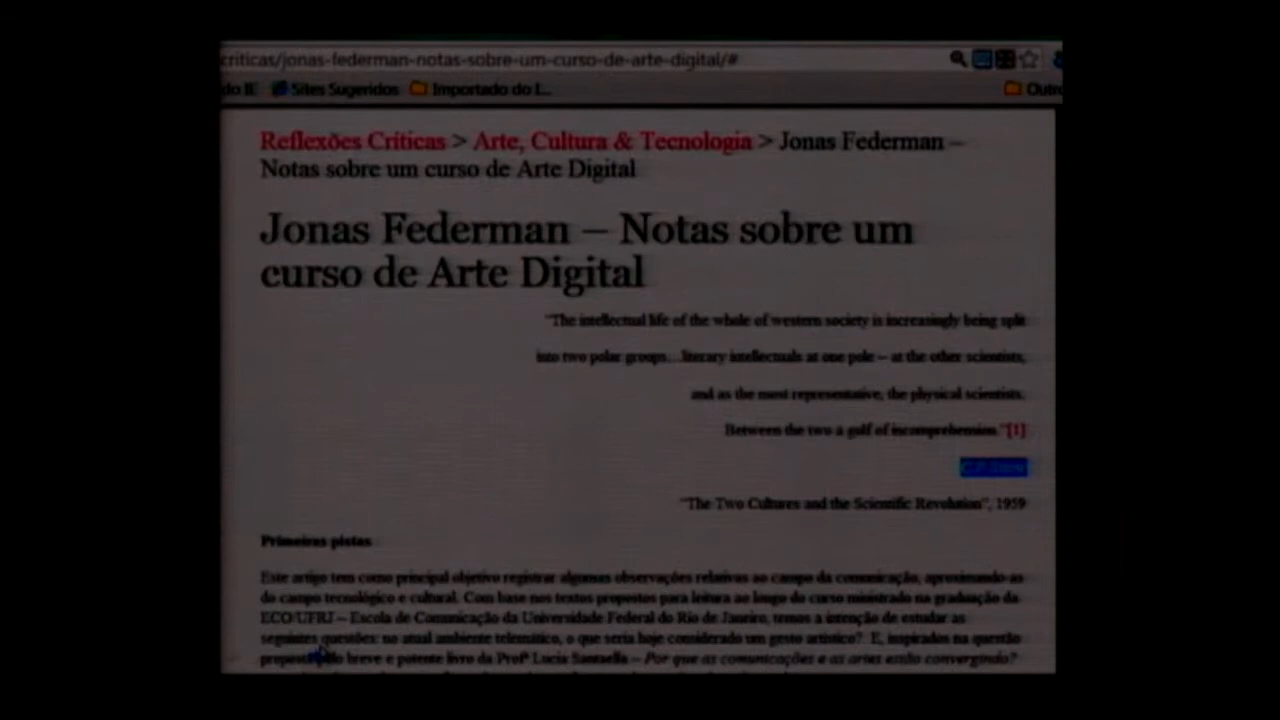 criticas/jonas-federman-notas-sobre-um-curso-de-arte-digital/#
do IE Sites Sugeridos Importado do I... Outro
Reflexões Críticas > Arte, Cultura & Tecnologia > Jonas Federman –
Notas sobre um curso de Arte Digital
Jonas Federman – Notas sobre um
curso de Arte Digital
"The intellectual life of the whole of western society is increasingly being split
into two polar groups…literary intellectuals at one pole – at the other scientists,
and as the most representative, the physical scientists.
Between the two a gulf of incomprehension."[1]
C.P. Snow
"The Two Cultures and the Scientific Revolution", 1959
Primeiras pistas
Este artigo tem como principal objetivo registrar algumas observações relativas ao campo da comunicação, aproximando-as
do campo tecnológico e cultural. Com base nos textos propostos para leitura ao longo do curso ministrado na graduação da
ECO/UFRJ – Escola de Comunicação da Universidade Federal do Rio de Janeiro, temos a intenção de estudar as
seguintes questões: no atual ambiente telemático, o que seria hoje considerado um gesto artístico? E, inspirados na questão
breve e potente livro da Profª Lucia Santaella – Por que as comunicações e as artes estão convergindo?